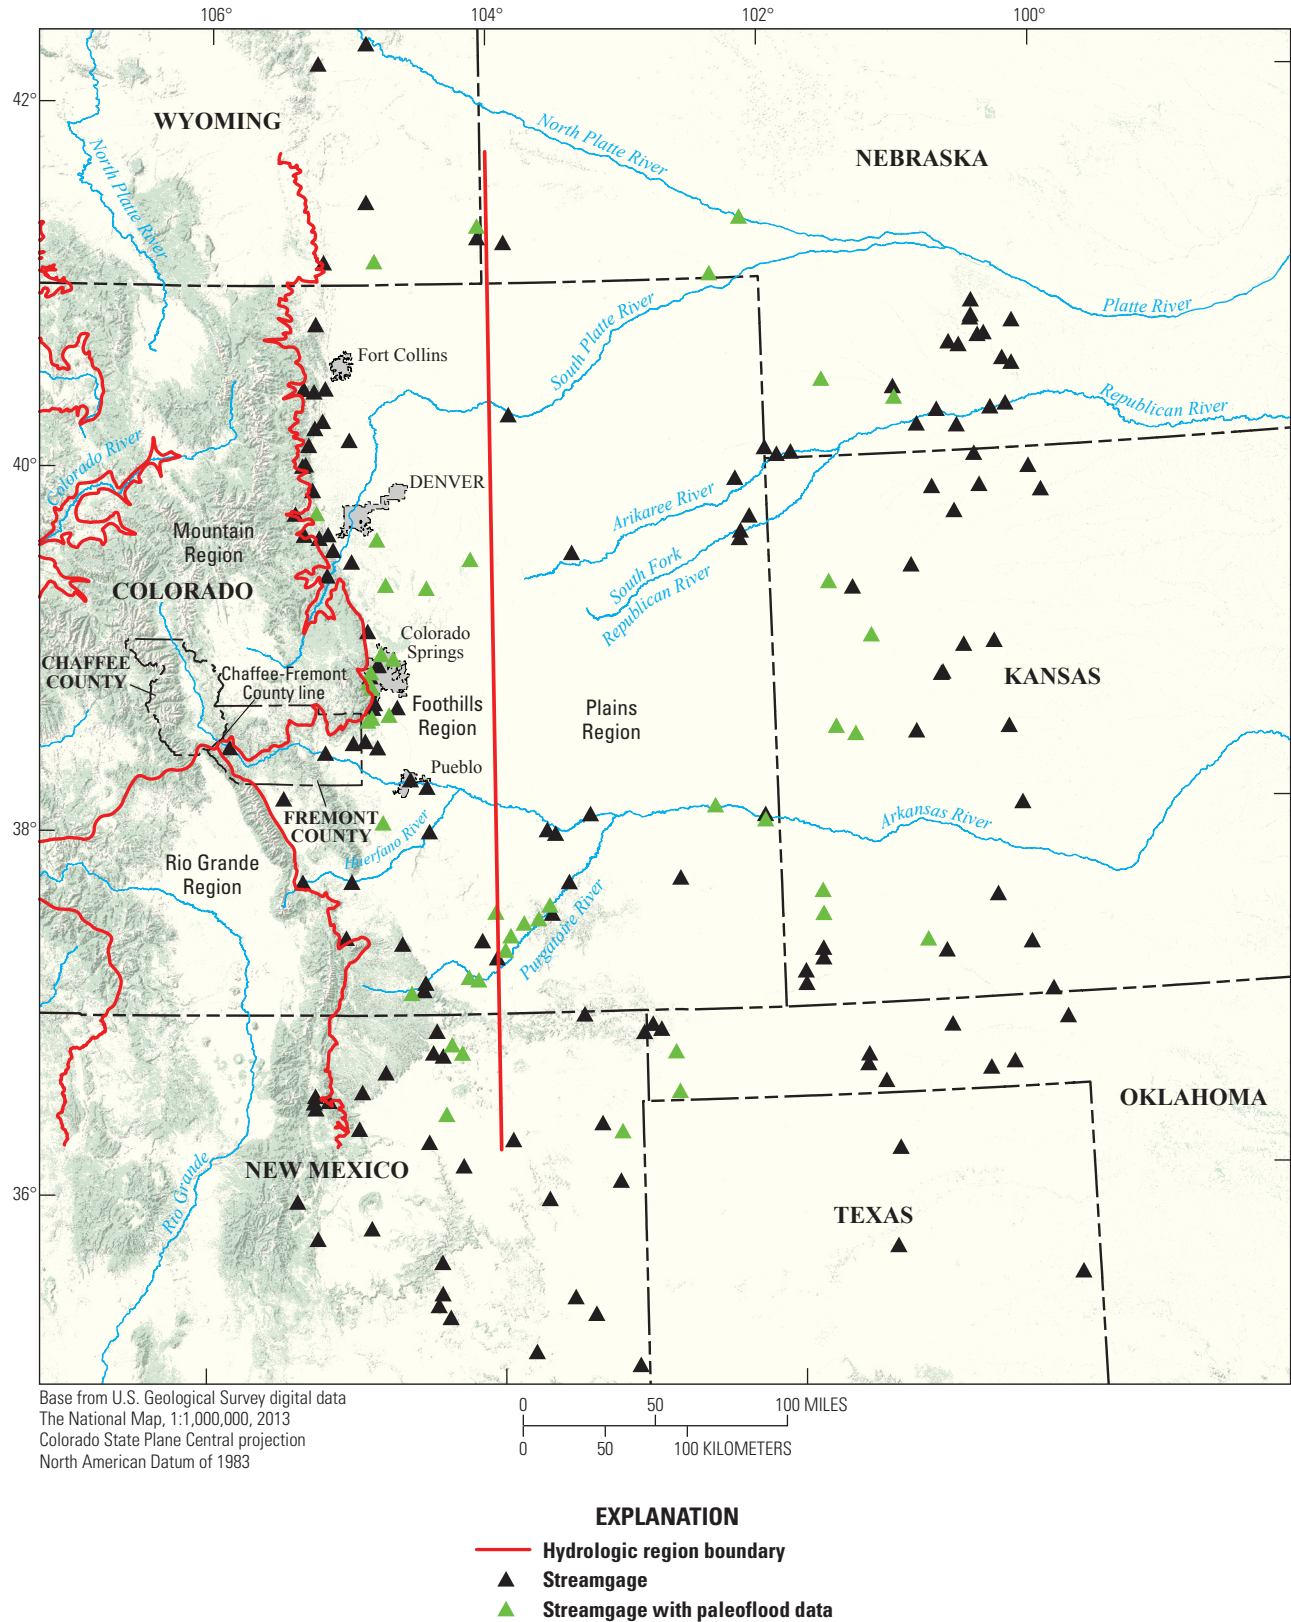 106°
104°
102°
100°
42°
WYOMING
NEBRASKA
North Platte River
North Platte River
Platte River
South Platte River
Fort Collins
Republican River
40°
Colorado River
DENVER
Arikaree River
Mountain
Region
South Fork
Republican River
COLORADO
Colorado
Springs
CHAFFEE
COUNTY
Chaffee-Fremont
County line
KANSAS
Foothills
Region
Plains
Region
Pueblo
FREMONT
COUNTY
38°
Arkansas River
Huerfano River
Rio Grande
Region
Purgatoire River
OKLAHOMA
NEW MEXICO
36°
Rio Grande
TEXAS
Base from U.S. Geological Survey digital data
The National Map, 1:1,000,000, 2013
Colorado State Plane Central projection
North American Datum of 1983
0 50 100 MILES
0 50 100 KILOMETERS
EXPLANATION
Hydrologic region boundary
Streamgage
Streamgage with paleoflood data